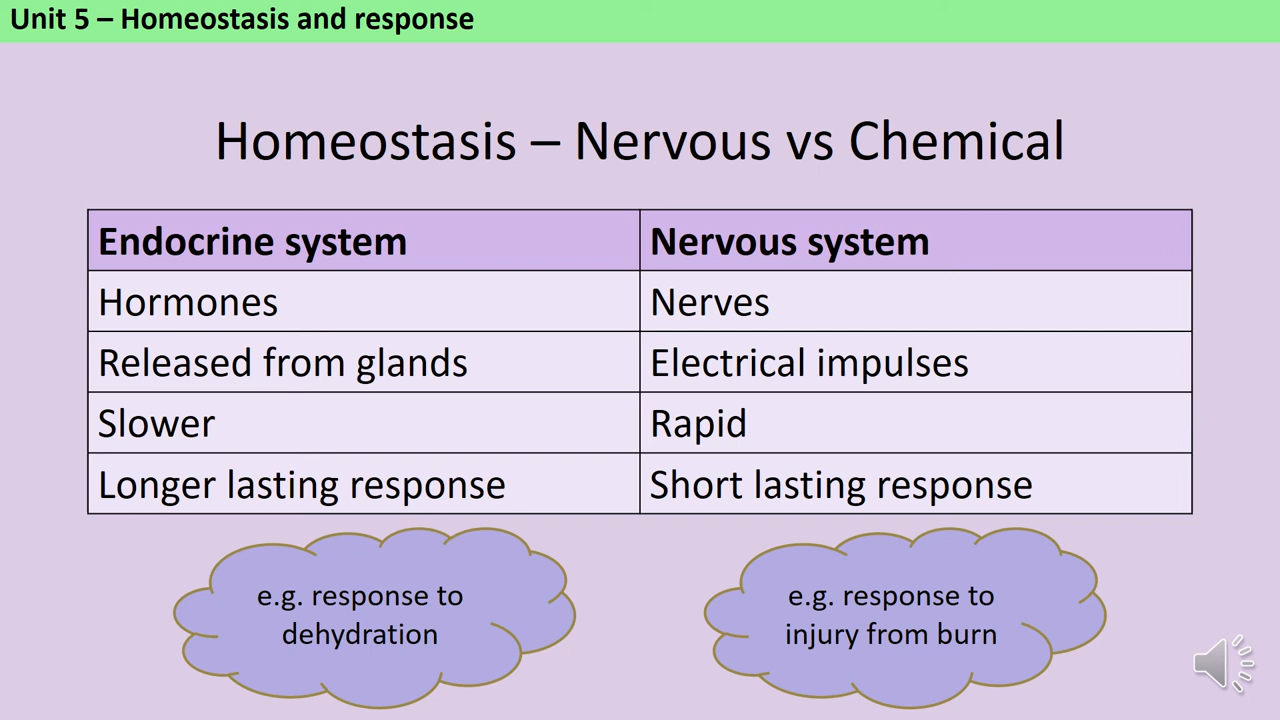 Unit 5 – Homeostasis and response
Homeostasis – Nervous vs Chemical
Endocrine system
Nervous system
Hormones
Nerves
Released from glands
Electrical impulses
Slower
Rapid
Longer lasting response
Short lasting response
e.g. response to
dehydration
e.g. response to
injury from burn